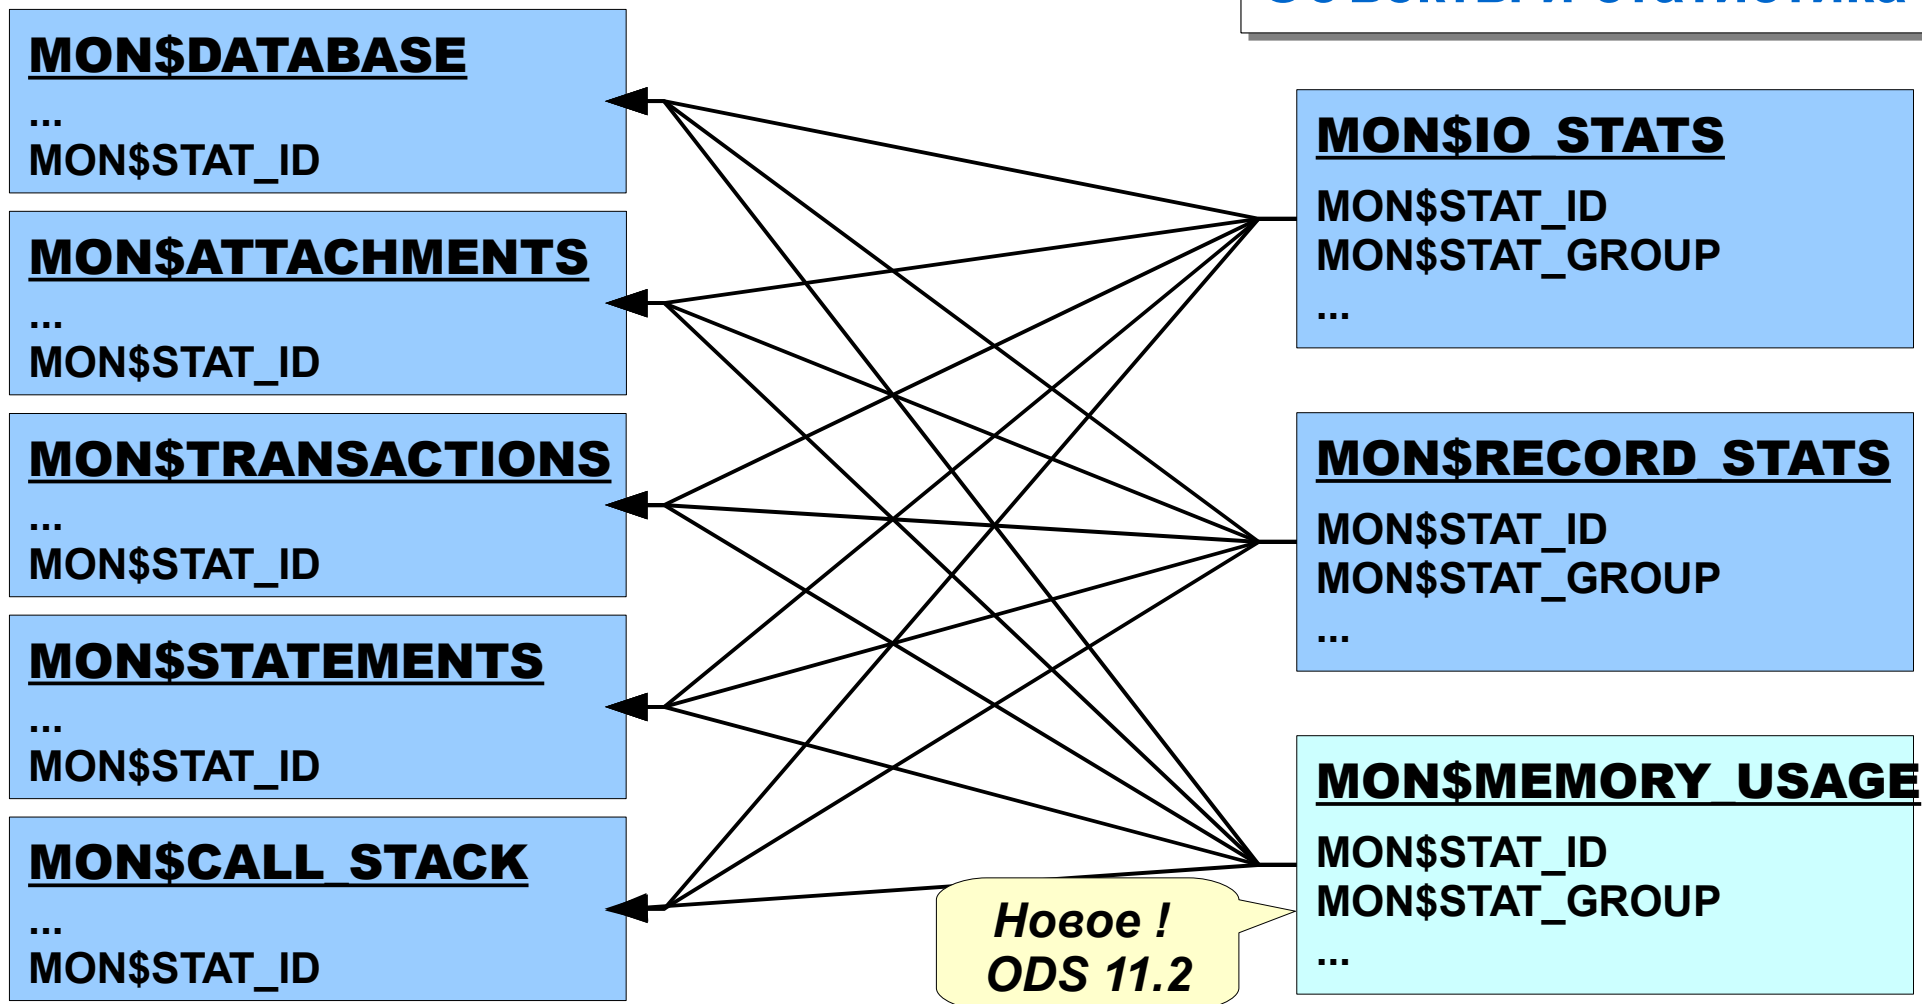 MON$DATABASE
...
MON$STAT_ID
MON$ATTACHMENTS
...
MON$STAT_ID
MON$TRANSACTIONS
...
MON$STAT_ID
MON$STATEMENTS
...
MON$STAT_ID
MON$CALL_STACK
...
MON$STAT_ID
MON$IO_STATS
MON$STAT_ID
MON$STAT_GROUP
...
MON$RECORD_STATS
MON$STAT_ID
MON$STAT_GROUP
...
MON$MEMORY_USAGE
MON$STAT_ID
MON$STAT_GROUP
...
Новое !
ODS 11.2